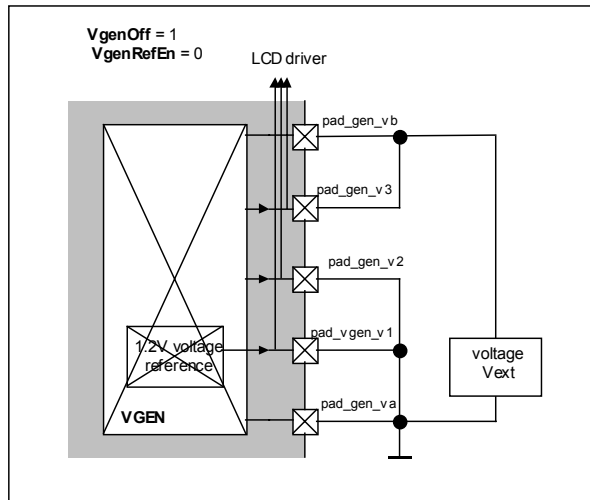 VgenOff = 1
VgenRefEn = 0
LCD driver
pad_gen_vb
pad_gen_v3
pad_gen_v2
1.2V voltage
reference
pad_vgen_v1
voltage
Vext
pad_gen_va
VGEN